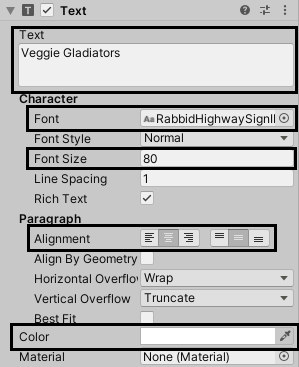 Text
Text
Veggie Gladiators
Character
Font Aa RabbidHighwaySignII
Font Style Normal
Font Size 80
Line Spacing 1
Rich Text
Paragraph
Alignment
Align By Geometry
Horizontal Overflow Wrap
Vertical Overflow Truncate
Best Fit
Color
Material None (Material)